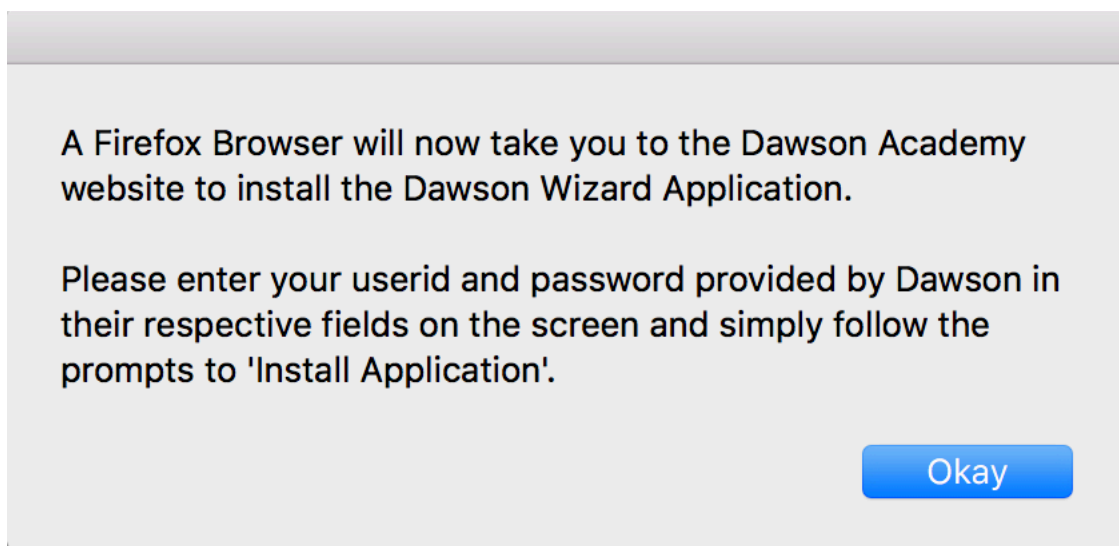 A Firefox Browser will now take you to the Dawson Academy
website to install the Dawson Wizard Application.
Please enter your userid and password provided by Dawson in
their respective fields on the screen and simply follow the
prompts to 'Install Application'.
Okay